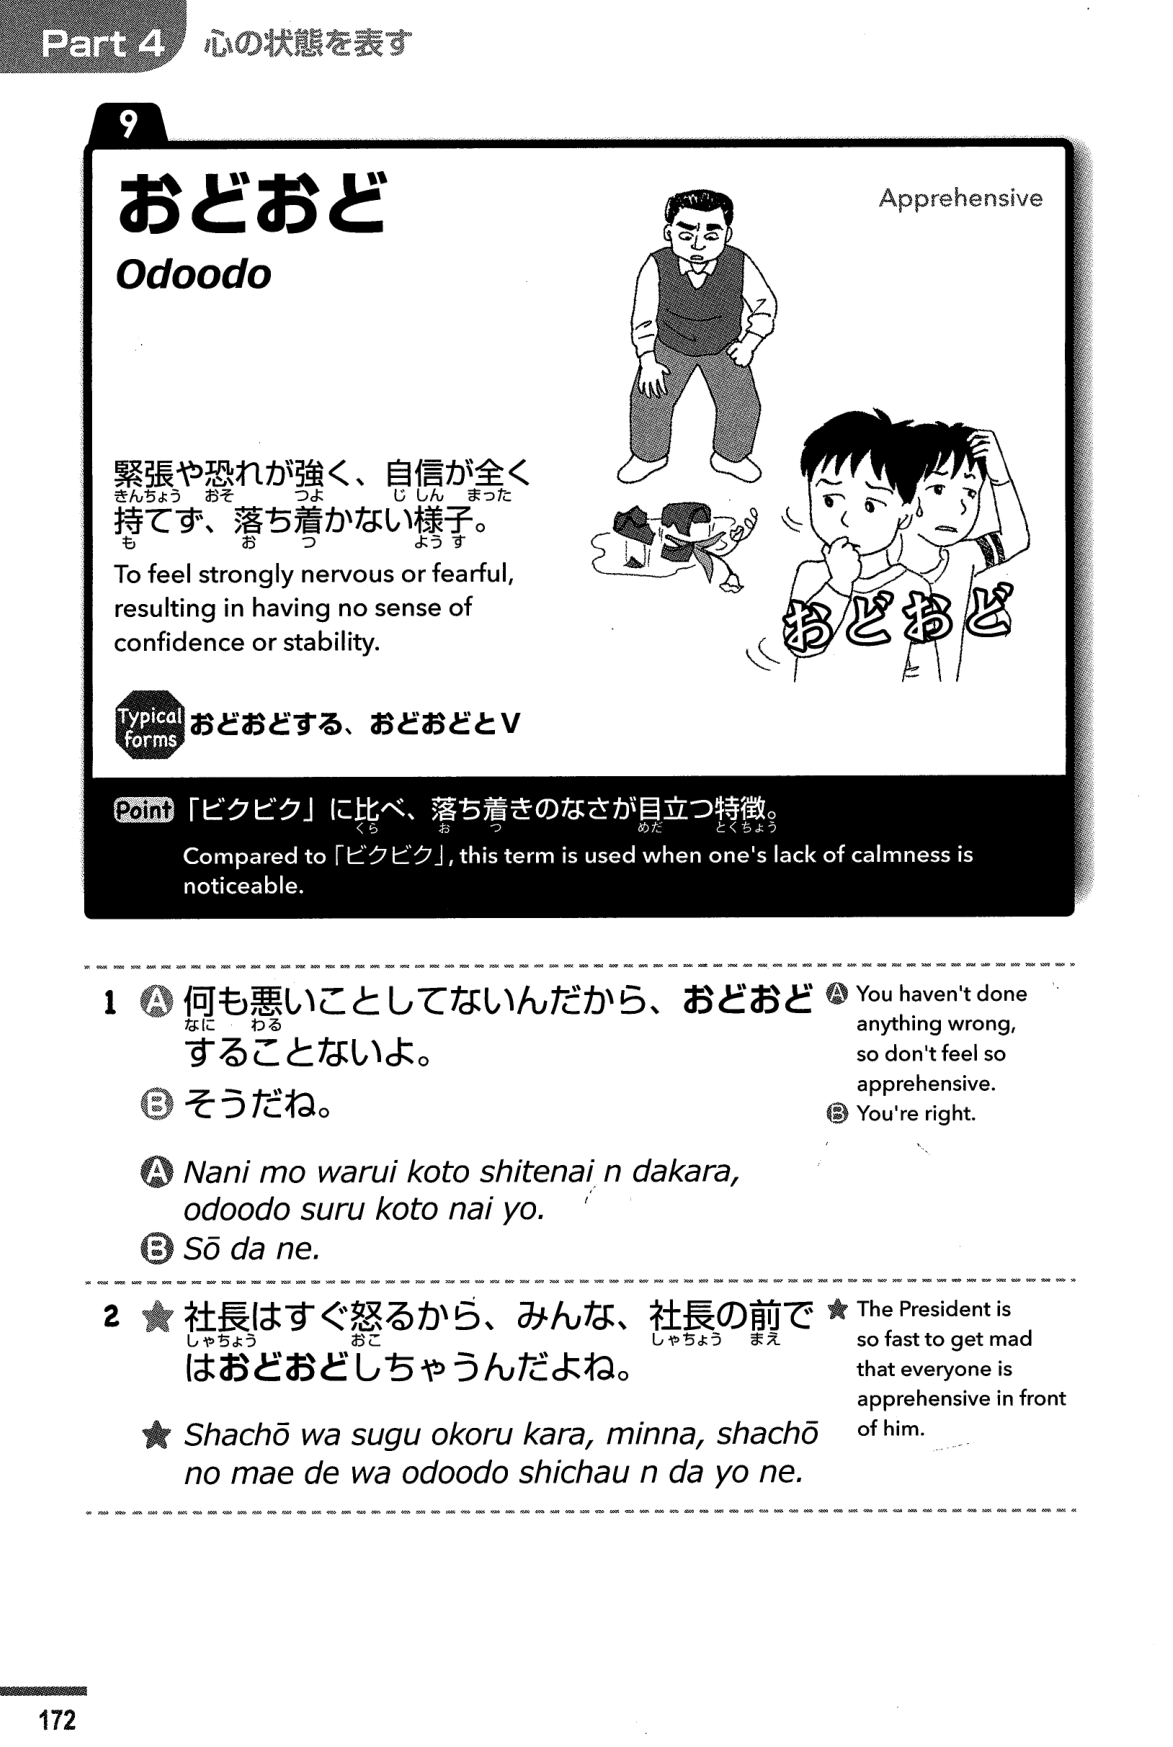 Part 4 心の状態を表す
9
おどおど
Odoodo
Apprehensive
緊張や恐れが強く、自信が全く
きんちょう おそ つよ じ しん まった
持てず、落ち着かない様子。
も お つ よう す
To feel strongly nervous or fearful,
resulting in having no sense of
confidence or stability.
おどおど
Typical
forms
おどおどする、おどおどとV
Point 「ビクビク」に比べ、落ち着きのなさが目立つ特徴。
くら お つ めだ とくちょう
Compared to「ビクビク」, this term is used when one's lack of calmness is
noticeable.
1 A 何も悪いことしてないんだから、おどおど
なに わる
することないよ。
B そうだね。
A Nani mo warui koto shitenai n dakara,
odoodo suru koto nai yo.
B Sō da ne.
A You haven't done
anything wrong,
so don't feel so
apprehensive.
B You're right.
2 ★ 社長はすぐ怒るから、みんな、社長の前で
しゃちょう おこ しゃちょう まえ
はおどおどしちゃうんだよね。
★ Shachō wa sugu okoru kara, minna, shachō
no mae de wa odoodo shichau n da yo ne.
★ The President is
so fast to get mad
that everyone is
apprehensive in front
of him.
172